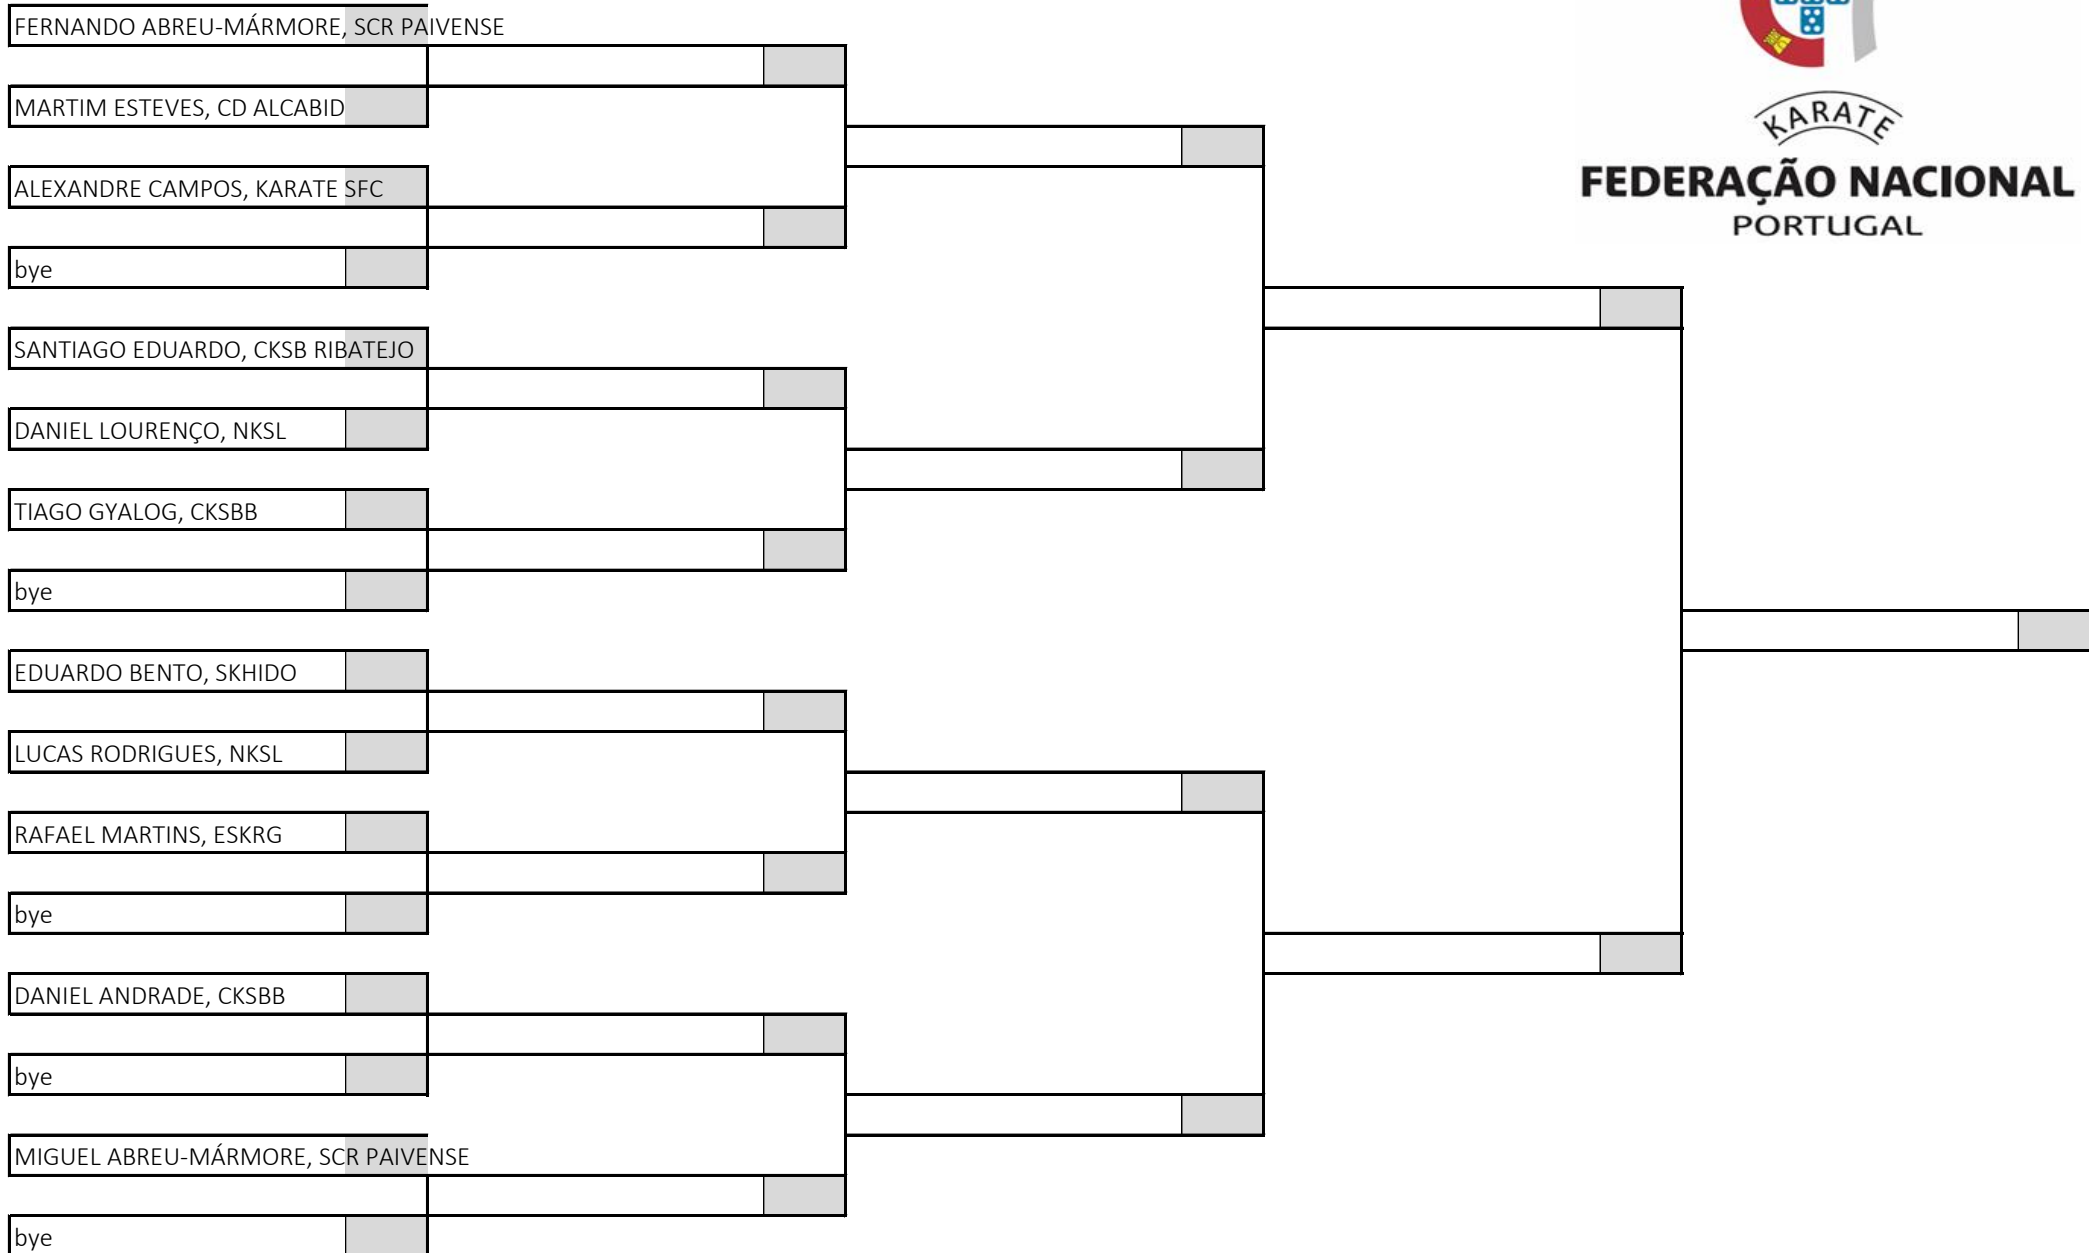 FERNANDO ABREU-MÁRMORE, SCR PAIVENSE
MARTIM ESTEVES, CD ALCABID
ALEXANDRE CAMPOS, KARATE SFC
bye
SANTIAGO EDUARDO, CKSB RIBATEJO
DANIEL LOURENÇO, NKSL
TIAGO GYALOG, CKSBB
bye
EDUARDO BENTO, SKHIDO
LUCAS RODRIGUES, NKSL
RAFAEL MARTINS, ESKRG
bye
DANIEL ANDRADE, CKSBB
bye
MIGUEL ABREU-MÁRMORE, SCR PAIVENSE
bye
KARATE
FEDERAÇÃO NACIONAL
PORTUGAL